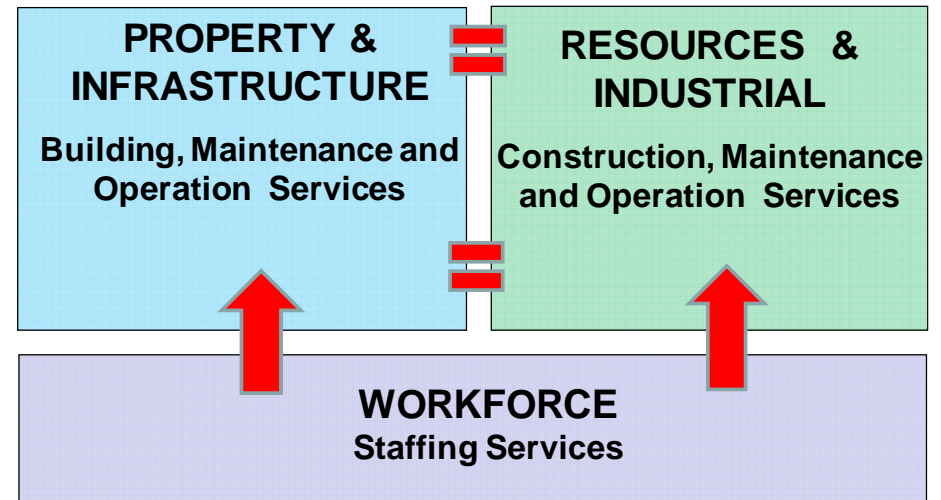 PROPERTY &
INFRASTRUCTURE
Building, Maintenance and
Operation Services
RESOURCES &
INDUSTRIAL
Construction, Maintenance
and Operation Services
WORKFORCE
Staffing Services